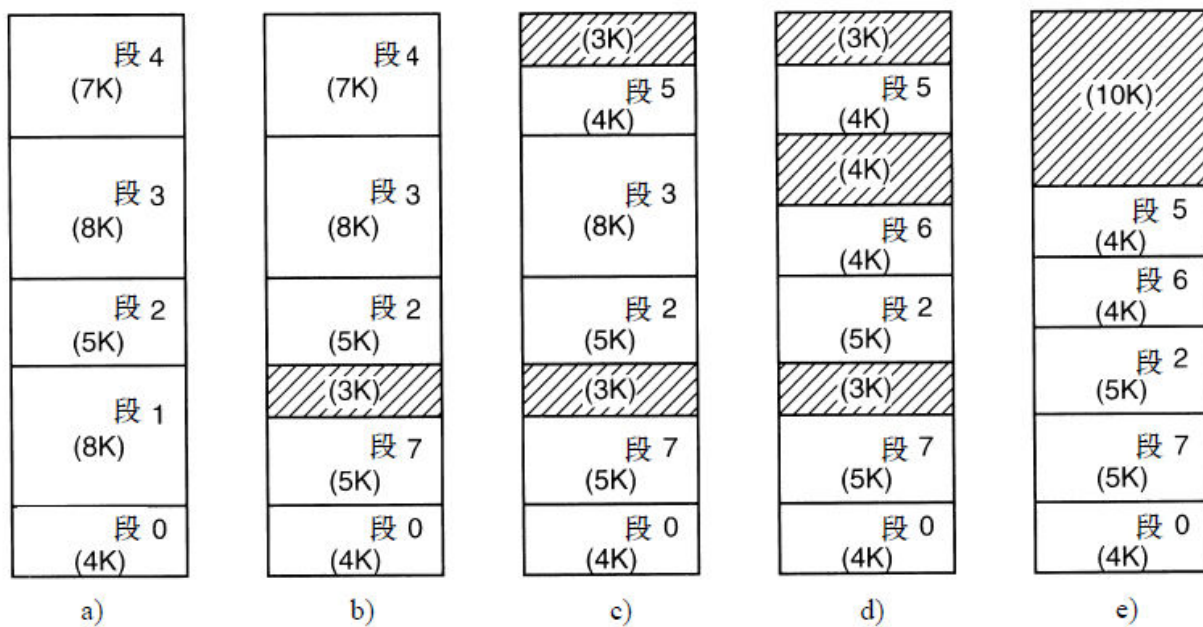 段 4
(7K)
段 3
(8K)
段 2
(5K)
段 1
(8K)
段 0
(4K)
a)
段 4
(7K)
段 3
(8K)
段 2
(5K)
(3K)
段 7
(5K)
段 0
(4K)
b)
(3K)
段 5
(4K)
段 3
(8K)
段 2
(5K)
(3K)
段 7
(5K)
段 0
(4K)
c)
(3K)
段 5
(4K)
(4K)
段 6
(4K)
段 2
(5K)
(3K)
段 7
(5K)
段 0
(4K)
d)
(10K)
段 5
(4K)
段 6
(4K)
段 2
(5K)
段 7
(5K)
段 0
(4K)
e)